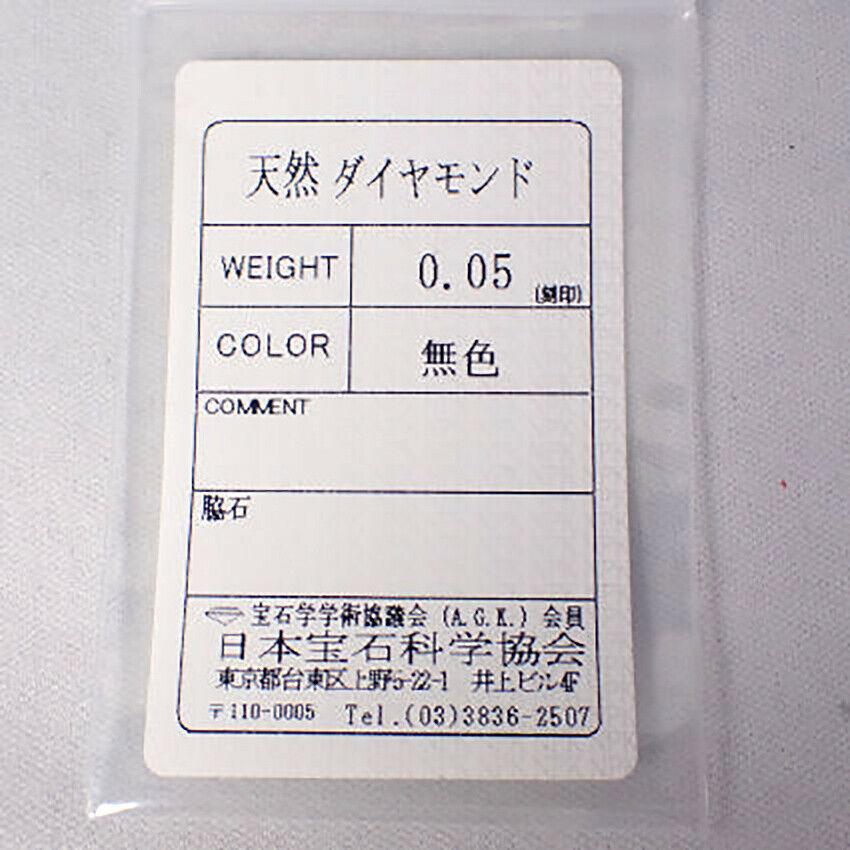 天然 ダイヤモンド
WEIGHT 0.05 (刻印)
COLOR 無色
COMMENT
脇石
宝石学学術協議会 (A.G.K.) 会員
日本宝石科学協会
東京都台東区上野5-22-1 井上ビル4F
〒110-0005 Tel.(03)3836-2507